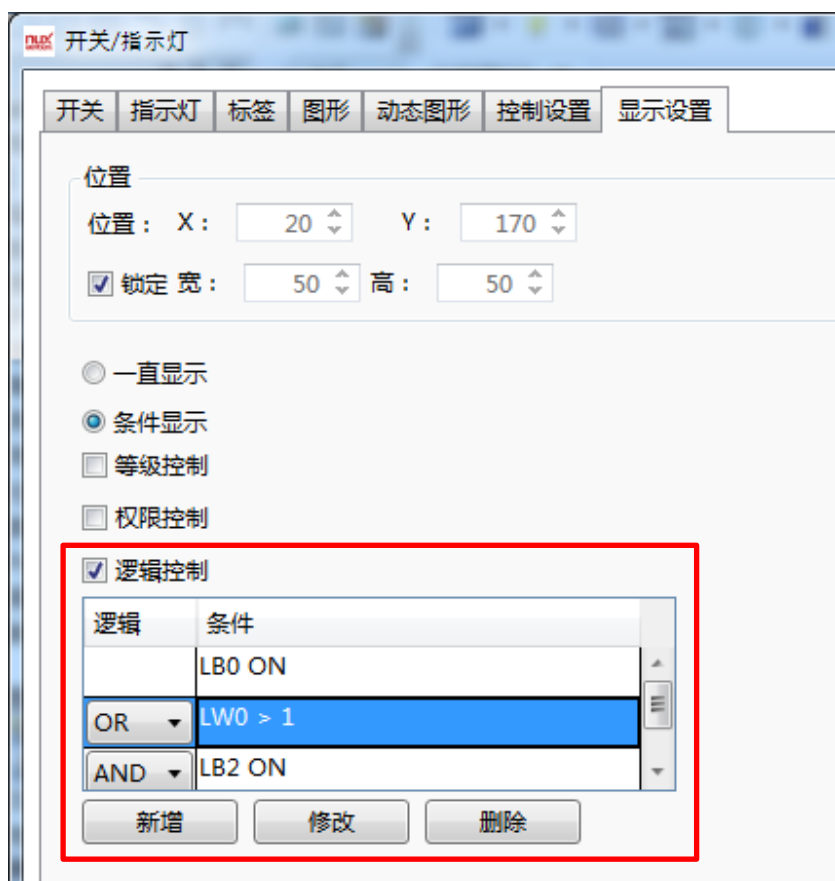 开关/指示灯
开关 指示灯 标签 图形 动态图形 控制设置 显示设置
位置
位置： X： 20 Y： 170
锁定 宽： 50 高： 50
一直显示
条件显示
等级控制
权限控制
逻辑控制
逻辑 条件
LB0 ON
OR LW0 > 1
AND LB2 ON
新增 修改 删除